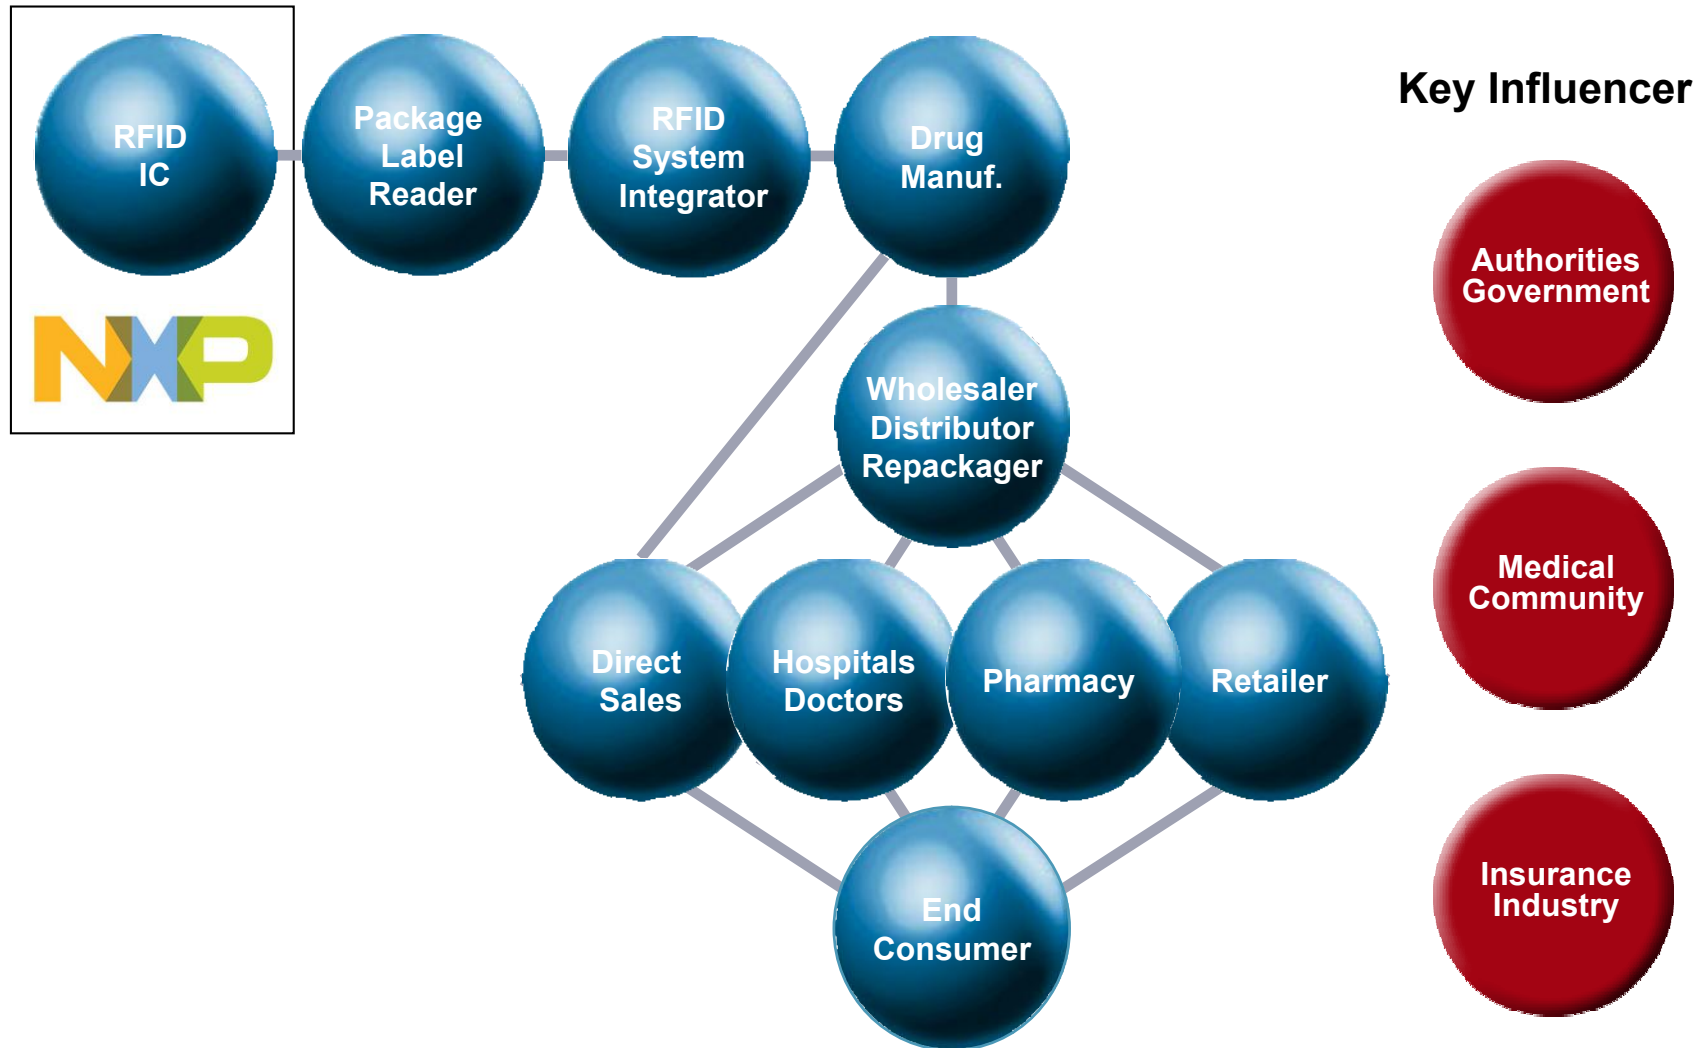 RFID
IC
Package
Label
Reader
RFID
System
Integrator
Drug
Manuf.
Key Influencer
NXP
Authorities
Government
Wholesaler
Distributor
Repackager
Medical
Community
Direct
Sales
Hospitals
Doctors
Pharmacy
Retailer
Insurance
Industry
End
Consumer